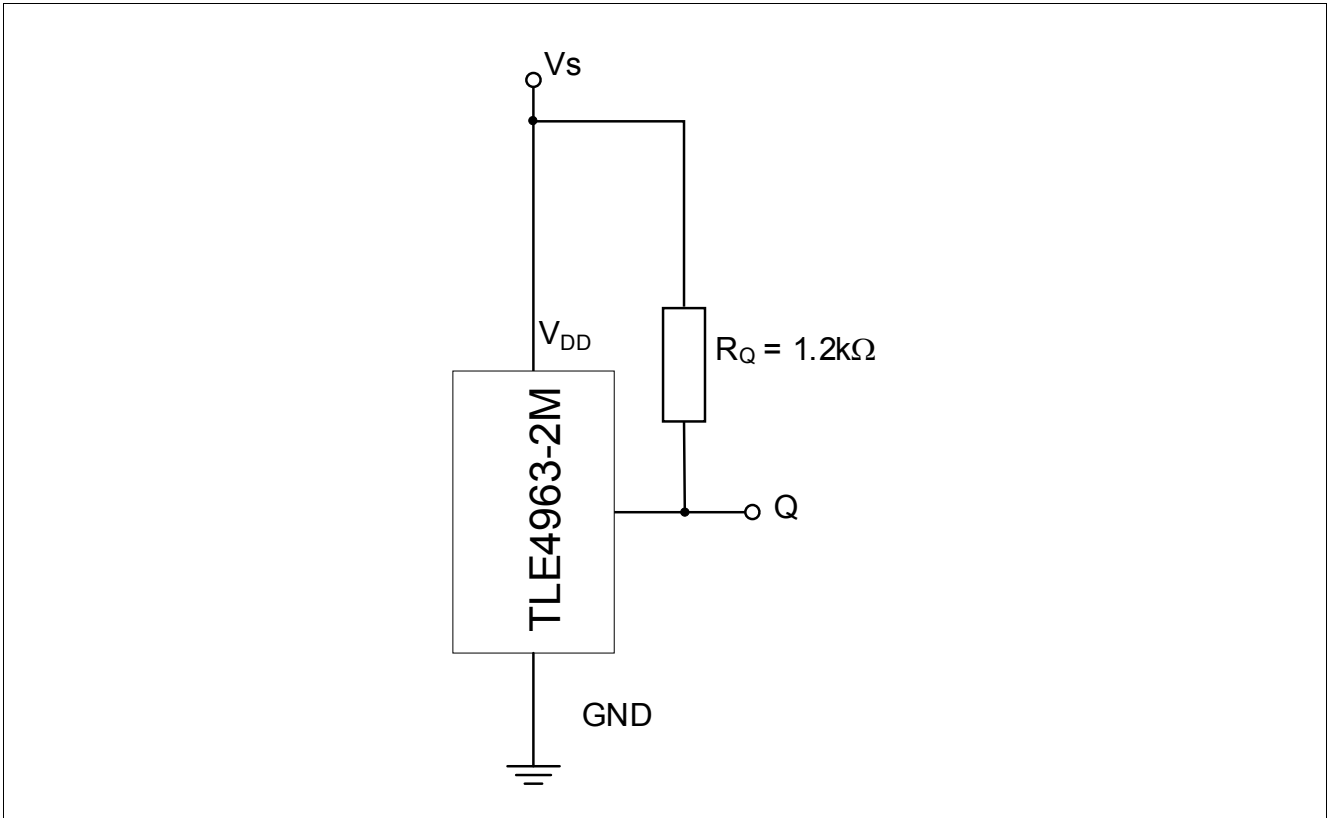 Vs
VDD
RQ = 1.2kΩ
TLE4963-2M
Q
GND